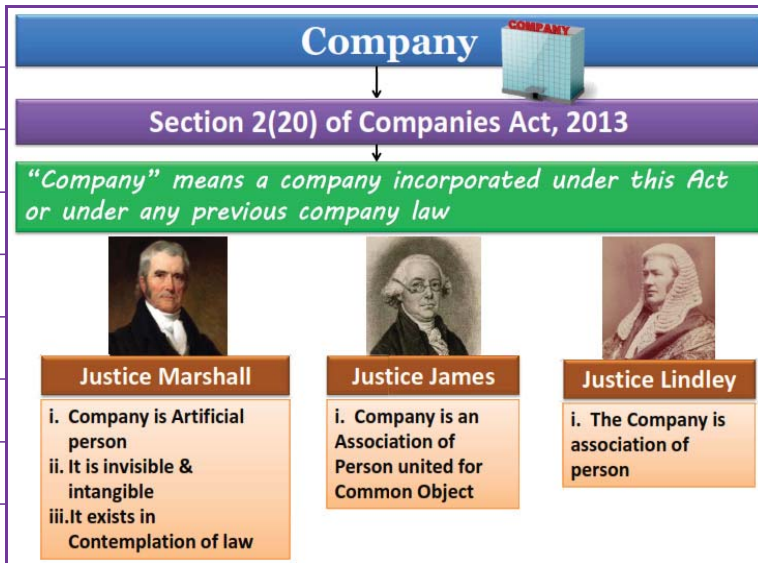 Company
COMPANY
Section 2(20) of Companies Act, 2013
“Company” means a company incorporated under this Act
or under any previous company law
Justice Marshall
i. Company is Artificial
person
ii. It is invisible &
intangible
iii.It exists in
Contemplation of law
Justice James
i. Company is an
Association of
Person united for
Common Object
Justice Lindley
i. The Company is
association of
person